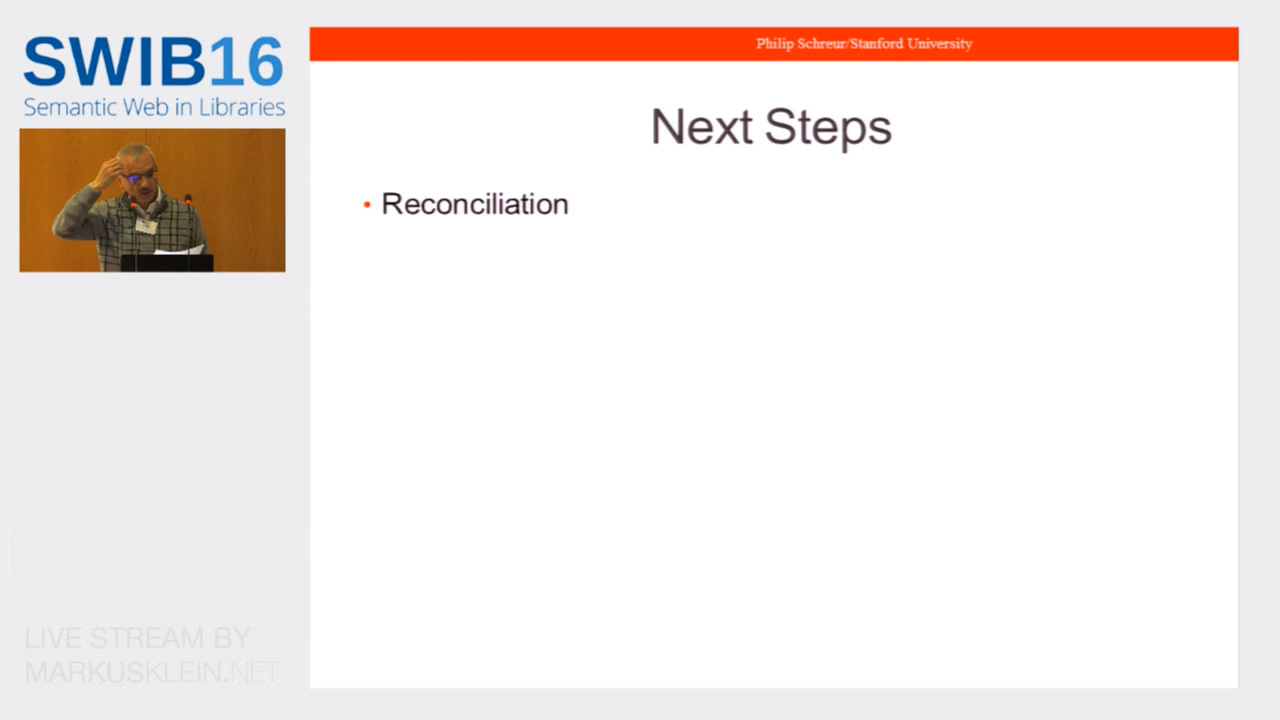 SWIB16
Semantic Web in Libraries
Philip Schreur/Stanford University
Next Steps
• Reconciliation
LIVE STREAM BY
MARKUSKLEIN.NET